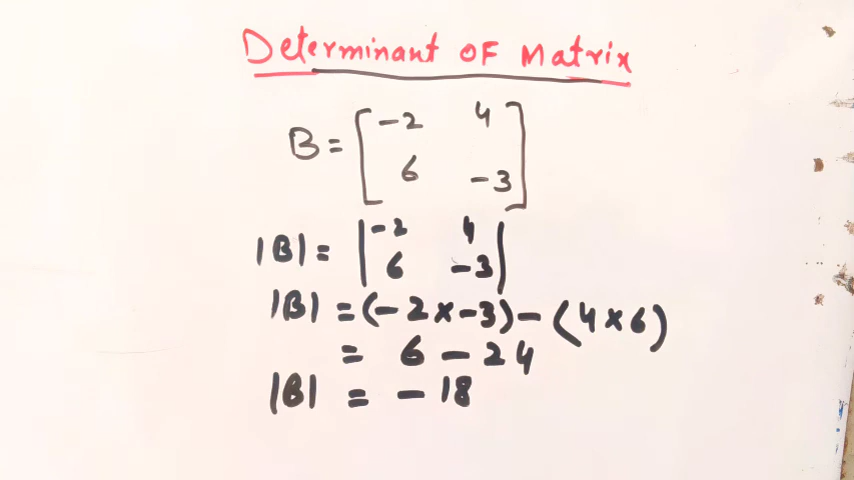 Determinant OF Matrix
B = [ -2 4
6 -3 ]
|B| = | -2 4
6 -3 |
|B| = (-2 x -3) - (4 x 6)
= 6 - 24
|B| = - 18